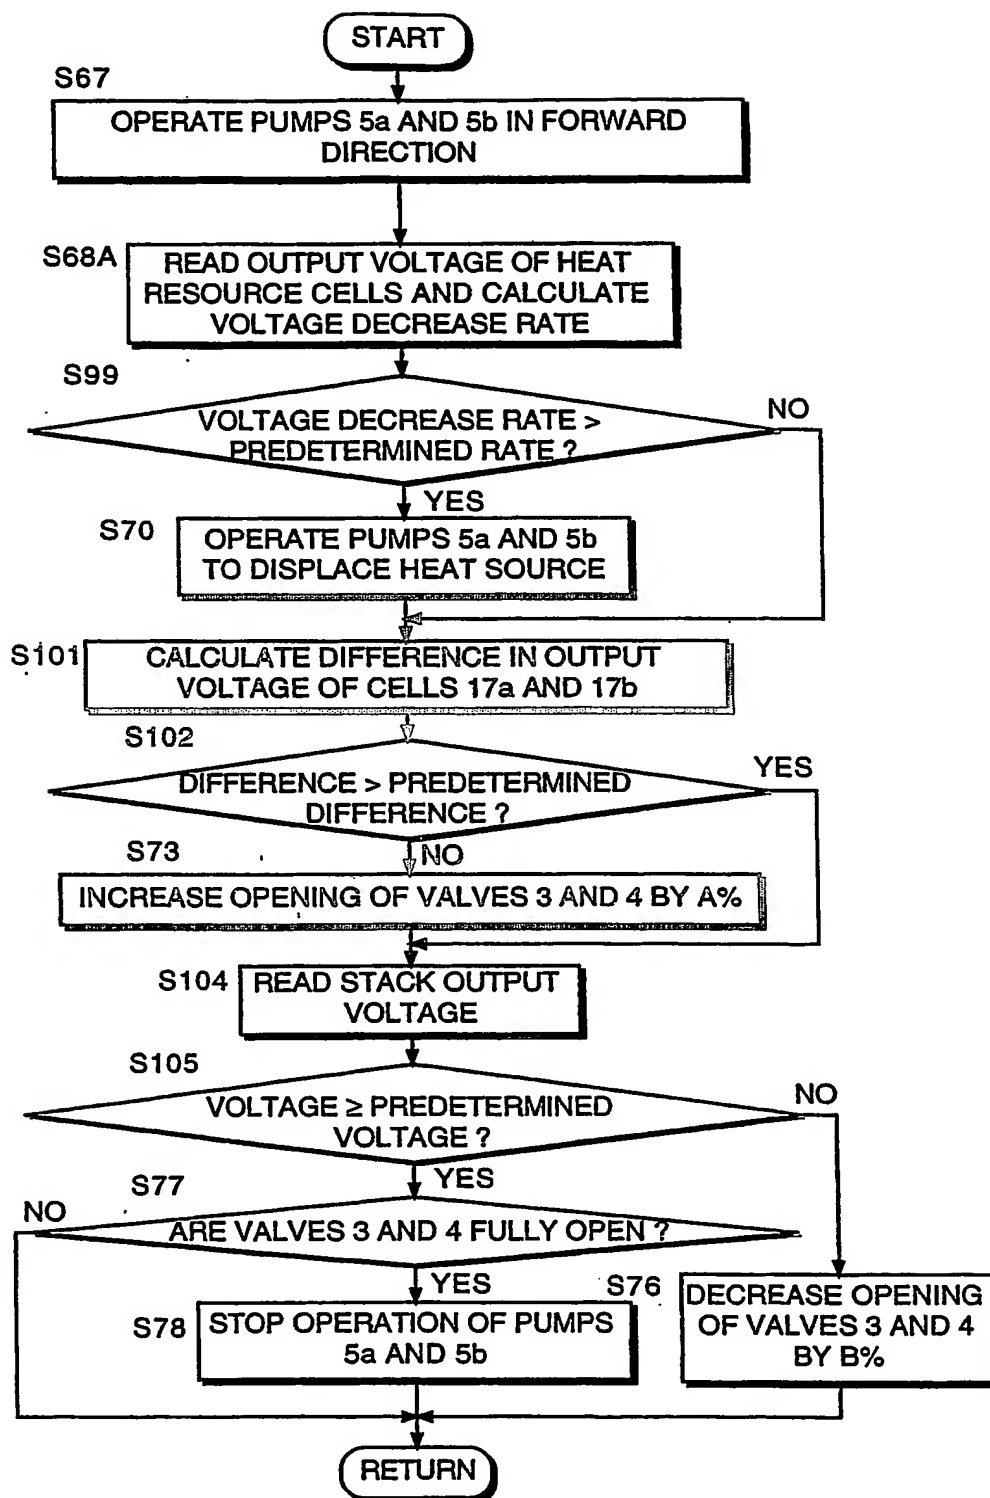 START
S67
OPERATE PUMPS 5a AND 5b IN FORWARD
DIRECTION
S68A
READ OUTPUT VOLTAGE OF HEAT
RESOURCE CELLS AND CALCULATE
VOLTAGE DECREASE RATE
S99
VOLTAGE DECREASE RATE >
PREDETERMINED RATE ?
NO
YES
S70
OPERATE PUMPS 5a AND 5b
TO DISPLACE HEAT SOURCE
S101
CALCULATE DIFFERENCE IN OUTPUT
VOLTAGE OF CELLS 17a AND 17b
S102
DIFFERENCE > PREDETERMINED
DIFFERENCE ?
YES
NO
S73
INCREASE OPENING OF VALVES 3 AND 4 BY A%
S104
READ STACK OUTPUT
VOLTAGE
S105
VOLTAGE ≥ PREDETERMINED
VOLTAGE ?
NO
YES
S77
NO
ARE VALVES 3 AND 4 FULLY OPEN ?
YES
S76
DECREASE OPENING
OF VALVES 3 AND 4
BY B%
S78
STOP OPERATION OF PUMPS
5a AND 5b
RETURN